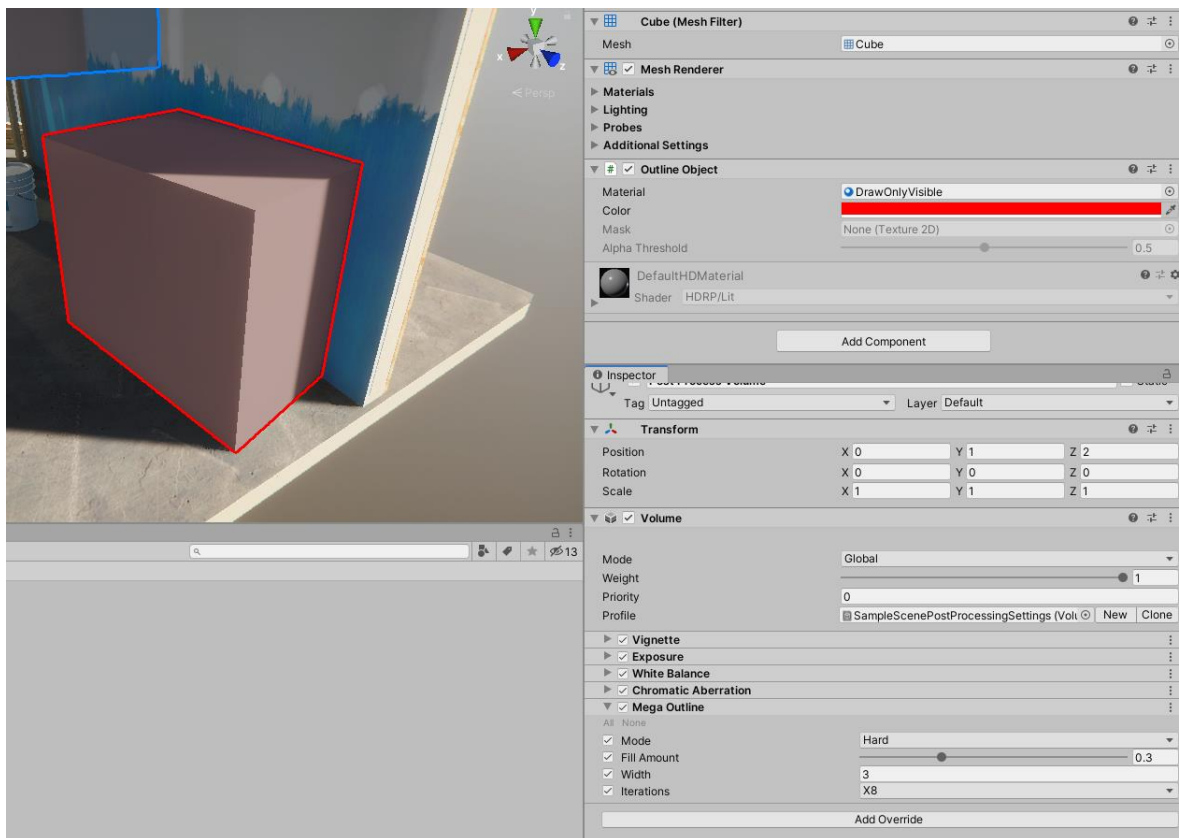 y
x
z
Persp
13
Cube (Mesh Filter)
Mesh Cube
Mesh Renderer
Materials
Lighting
Probes
Additional Settings
# Outline Object
Material DrawOnlyVisible
Color
Mask None (Texture 2D)
Alpha Threshold 0.5
DefaultHDMaterial
Shader HDRP/Lit
Add Component
Inspector
Tag Untagged Layer Default
Transform
Position X 0 Y 1 Z 2
Rotation X 0 Y 0 Z 0
Scale X 1 Y 1 Z 1
Volume
Mode Global
Weight 1
Priority 0
Profile SampleScenePostProcessingSettings (Volu New Clone
Vignette
Exposure
White Balance
Chromatic Aberration
Mega Outline
All None
Mode Hard
Fill Amount 0.3
Width 3
Iterations X8
Add Override